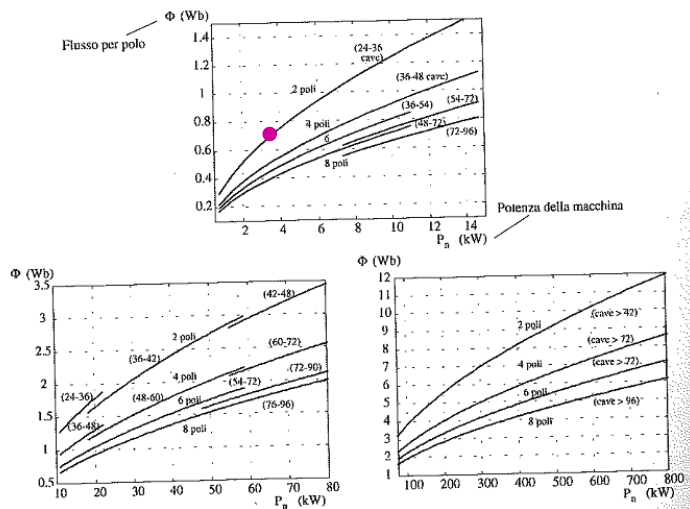 Φ (Wb)
Flusso per polo
1.4
1.2
1
0.8
0.6
0.4
0.2
(24-36
cave)
2 poli
(36-48 cave)
4 poli
(36-54)
(54-72)
6
(48-72)
8 poli
(72-96)
2 4 6 8 10 12 14
Pn (kW)
Potenza della macchina
Φ (Wb)
3.5
3
2.5
2
1.5
1
0.5
(42-48)
2 poli
(36-42)
(60-72)
(24-36)
4 poli
(72-90)
(54-72)
(48-60)
6 poli
(36-48)
(76-96)
8 poli
10 20 30 40 50 60 70 80
Pn (kW)
Φ (Wb)
12
11
10
9
8
7
6
5
4
3
2
1
2 poli
(cave > 42)
(cave > 72)
4 poli
(cave > 72)
6 poli
8 poli
(cave > 96)
100 200 300 400 500 600 700 800
Pn (kW)